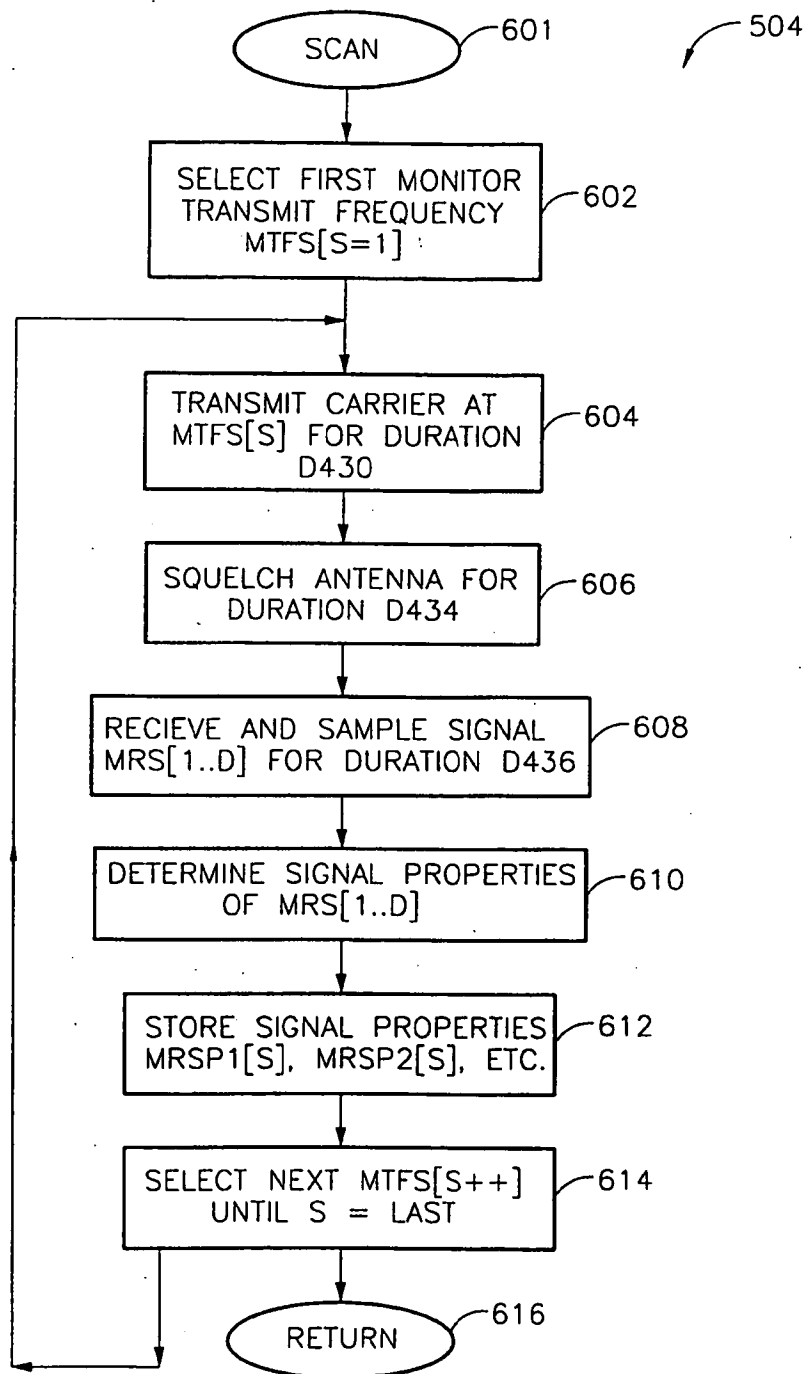 SCAN
601
504
SELECT FIRST MONITOR
TRANSMIT FREQUENCY
MTFS[S=1]
602
TRANSMIT CARRIER AT
MTFS[S] FOR DURATION
D430
604
SQUELCH ANTENNA FOR
DURATION D434
606
RECIEVE AND SAMPLE SIGNAL
MRS[1..D] FOR DURATION D436
608
DETERMINE SIGNAL PROPERTIES
OF MRS[1..D]
610
STORE SIGNAL PROPERTIES
MRSP1[S], MRSP2[S], ETC.
612
SELECT NEXT MTFS[S++]
UNTIL S = LAST
614
RETURN
616